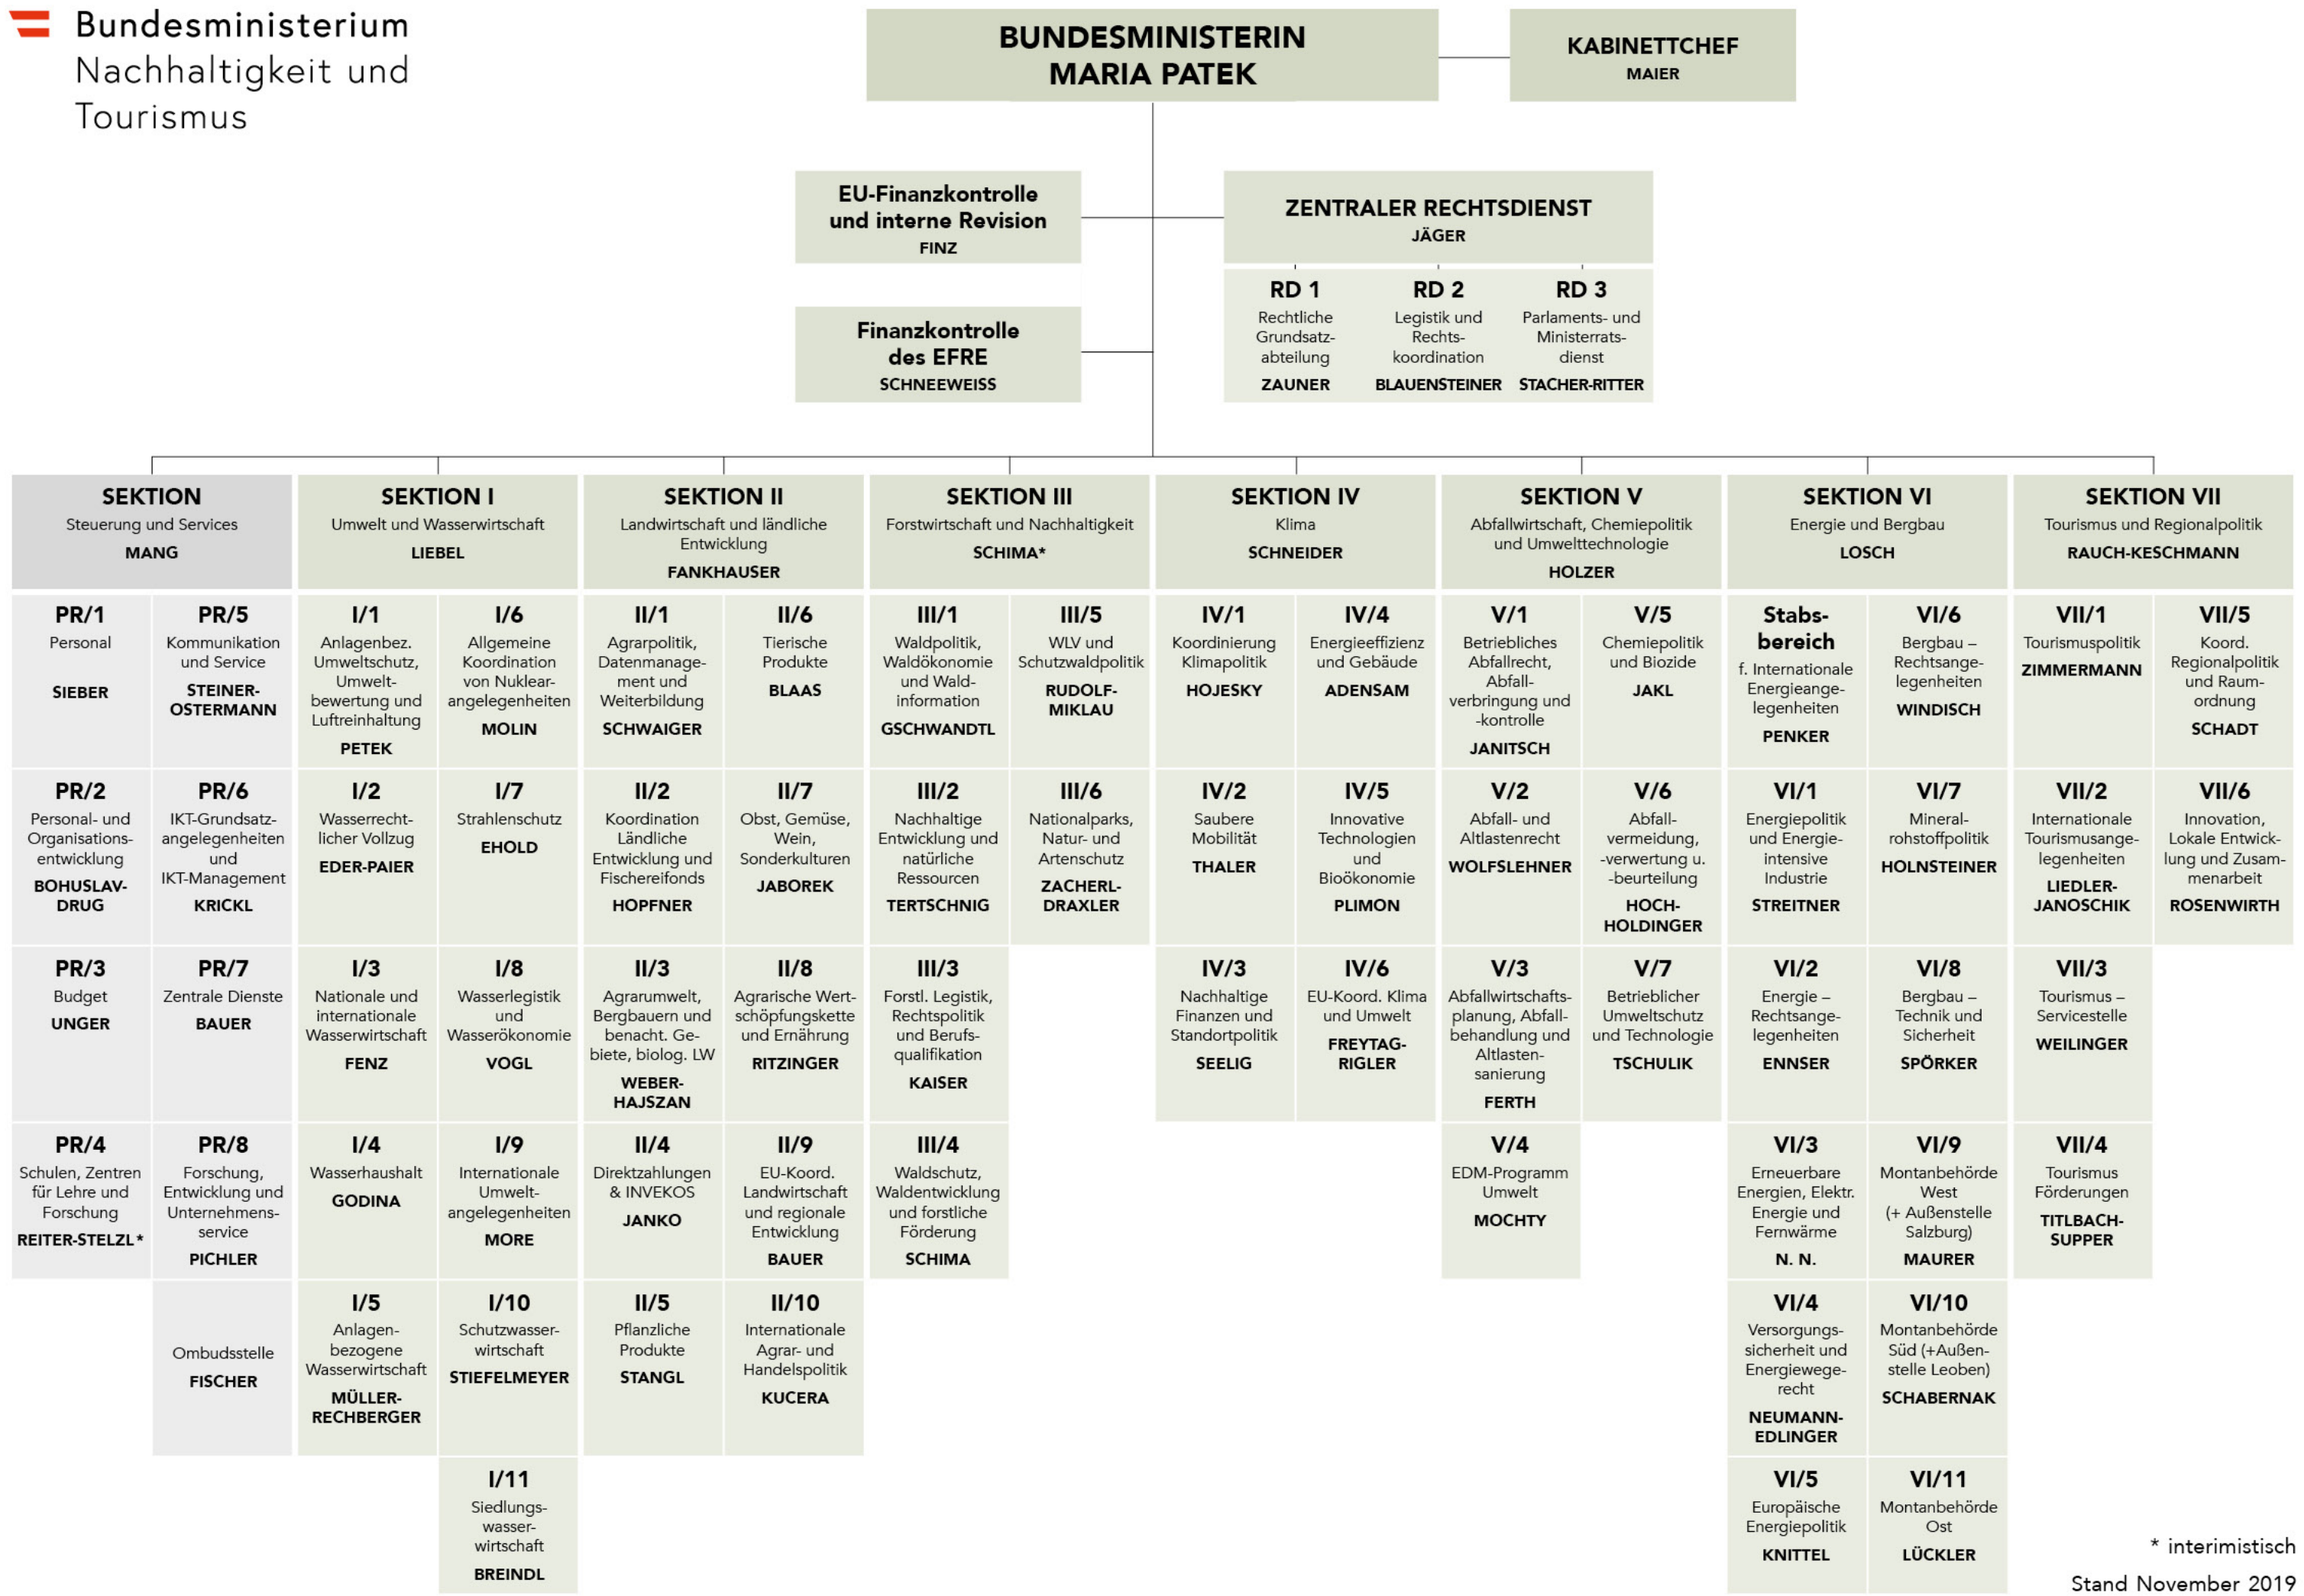 Bundesministerium
Nachhaltigkeit und
Tourismus
BUNDESMINISTERIN
MARIA PATEK
KABINETTCHEF
MAIER
EU-Finanzkontrolle
und interne Revision
FINZ
ZENTRALER RECHTSDIENST
JÄGER
RD 1
Rechtliche
Grundsatz-
abteilung
ZAUNER
RD 2
Legistik und
Rechts-
koordination
BLAUENSTEINER
RD 3
Parlaments- und
Ministerrats-
dienst
STACHER-RITTER
Finanzkontrolle
des EFRE
SCHNEEWEISS
SEKTION
Steuerung und Services
MANG
PR/1
Personal
SIEBER
PR/5
Kommunikation
und Service
STEINER-
OSTERMANN
PR/2
Personal- und
Organisations-
entwicklung
BOHUSLAV-
DRUG
PR/6
IKT-Grundsatz-
angelegenheiten
und
IKT-Management
KRICKL
PR/3
Budget
UNGER
PR/7
Zentrale Dienste
BAUER
PR/4
Schulen, Zentren
für Lehre und
Forschung
REITER-STELZL*
PR/8
Forschung,
Entwicklung und
Unternehmens-
service
PICHLER
Ombudsstelle
FISCHER
SEKTION I
Umwelt und Wasserwirtschaft
LIEBEL
I/1
Anlagenbez.
Umweltschutz,
Umwelt-
bewertung und
Luftreinhaltung
PETEK
I/6
Allgemeine
Koordination
von Nuklear-
angelegenheiten
MOLIN
I/2
Wasserrecht-
licher Vollzug
EDER-PAIER
I/7
Strahlenschutz
EHOLD
I/3
Nationale und
internationale
Wasserwirtschaft
FENZ
I/8
Wasserlegistik
und
Wasserökonomie
VOGL
I/4
Wasserhaushalt
GODINA
I/9
Internationale
Umwelt-
angelegenheiten
MORE
I/5
Anlagen-
bezogene
Wasserwirtschaft
MÜLLER-
RECHBERGER
I/10
Schutzwasser-
wirtschaft
STIEFELMEYER
I/11
Siedlungs-
wasser-
wirtschaft
BREINDL
SEKTION II
Landwirtschaft und ländliche
Entwicklung
FANKHAUSER
II/1
Agrarpolitik,
Datenmanage-
ment und
Weiterbildung
SCHWAIGER
II/6
Tierische
Produkte
BLAAS
II/2
Koordination
Ländliche
Entwicklung und
Fischereifonds
HOPFNER
II/7
Obst, Gemüse,
Wein,
Sonderkulturen
JABOREK
II/3
Agrarumwelt,
Bergbauern und
benacht. Ge-
biete, biolog. LW
WEBER-
HAJSZAN
II/8
Agrarische Wert-
schöpfungskette
und Ernährung
RITZINGER
II/4
Direktzahlungen
& INVEKOS
JANKO
II/9
EU-Koord.
Landwirtschaft
und regionale
Entwicklung
BAUER
II/5
Pflanzliche
Produkte
STANGL
II/10
Internationale
Agrar- und
Handelspolitik
KUCERA
SEKTION III
Forstwirtschaft und Nachhaltigkeit
SCHIMA*
III/1
Waldpolitik,
Waldökonomie
und Wald-
information
GSCHWANDTL
III/5
WLV und
Schutzwaldpolitik
RUDOLF-
MIKLAU
III/2
Nachhaltige
Entwicklung und
natürliche
Ressourcen
TERTSCHNIG
III/6
Nationalparks,
Natur- und
Artenschutz
ZACHERL-
DRAXLER
III/3
Forstl. Legistik,
Rechtspolitik
und Berufs-
qualifikation
KAISER
III/4
Waldschutz,
Waldentwicklung
und forstliche
Förderung
SCHIMA
SEKTION IV
Klima
SCHNEIDER
IV/1
Koordinierung
Klimapolitik
HOJESKY
IV/4
Energieeffizienz
und Gebäude
ADENSAM
IV/2
Saubere
Mobilität
THALER
IV/5
Innovative
Technologien
und
Bioökonomie
PLIMON
IV/3
Nachhaltige
Finanzen und
Standortpolitik
SEELIG
IV/6
EU-Koord. Klima
und Umwelt
FREYTAG-
RIGLER
SEKTION V
Abfallwirtschaft, Chemiepolitik
und Umwelttechnologie
HOLZER
V/1
Betriebliches
Abfallrecht,
Abfall-
verbringung und
-kontrolle
JANITSCH
V/5
Chemiepolitik
und Biozide
JAKL
V/2
Abfall- und
Altlastenrecht
WOLFSLEHNER
V/6
Abfall-
vermeidung,
-verwertung u.
-beurteilung
HOCH-
HOLDINGER
V/3
Abfallwirtschafts-
planung, Abfall-
behandlung und
Altlasten-
sanierung
FERTH
V/7
Betrieblicher
Umweltschutz
und Technologie
TSCHULIK
V/4
EDM-Programm
Umwelt
MOCHTY
SEKTION VI
Energie und Bergbau
LOSCH
Stabs-
bereich
f. Internationale
Energieange-
legenheiten
PENKER
VI/6
Bergbau –
Rechtsange-
legenheiten
WINDISCH
VI/1
Energiepolitik
und Energie-
intensive
Industrie
STREITNER
VI/7
Mineral-
rohstoffpolitik
HOLNSTEINER
VI/2
Energie –
Rechtsange-
legenheiten
ENNSER
VI/8
Bergbau –
Technik und
Sicherheit
SPÖRKER
VI/3
Erneuerbare
Energien, Elektr.
Energie und
Fernwärme
N. N.
VI/9
Montanbehörde
West
(+ Außenstelle
Salzburg)
MAURER
VI/4
Versorgungs-
sicherheit und
Energiewege-
recht
NEUMANN-
EDLINGER
VI/10
Montanbehörde
Süd (+Außen-
stelle Leoben)
SCHABERNAK
VI/5
Europäische
Energiepolitik
KNITTEL
VI/11
Montanbehörde
Ost
LÜCKLER
SEKTION VII
Tourismus und Regionalpolitik
RAUCH-KESCHMANN
VII/1
Tourismuspolitik
ZIMMERMANN
VII/5
Koord.
Regionalpolitik
und Raum-
ordnung
SCHADT
VII/2
Internationale
Tourismusange-
legenheiten
LIEDLER-
JANOSCHIK
VII/6
Innovation,
Lokale Entwick-
lung und Zusam-
menarbeit
ROSENWIRTH
VII/3
Tourismus –
Servicestelle
WEILINGER
VII/4
Tourismus
Förderungen
TITLBACH-
SUPPER
* interimistisch
Stand November 2019